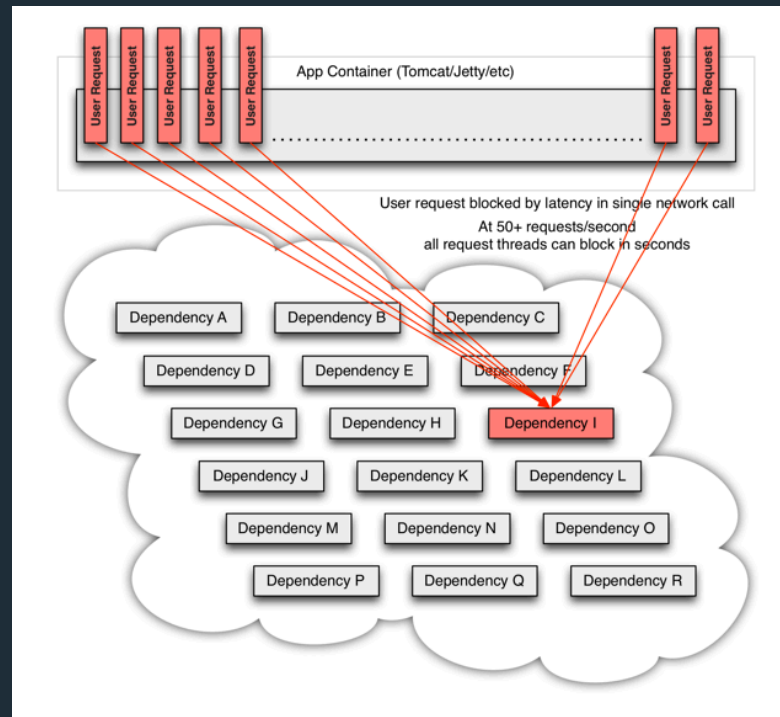 User Request
User Request
User Request
User Request
User Request
User Request
User Request
App Container (Tomcat/Jetty/etc)
User request blocked by latency in single network call
At 50+ requests/second
all request threads can block in seconds
Dependency A
Dependency B
Dependency C
Dependency D
Dependency E
Dependency F
Dependency G
Dependency H
Dependency I
Dependency J
Dependency K
Dependency L
Dependency M
Dependency N
Dependency O
Dependency P
Dependency Q
Dependency R